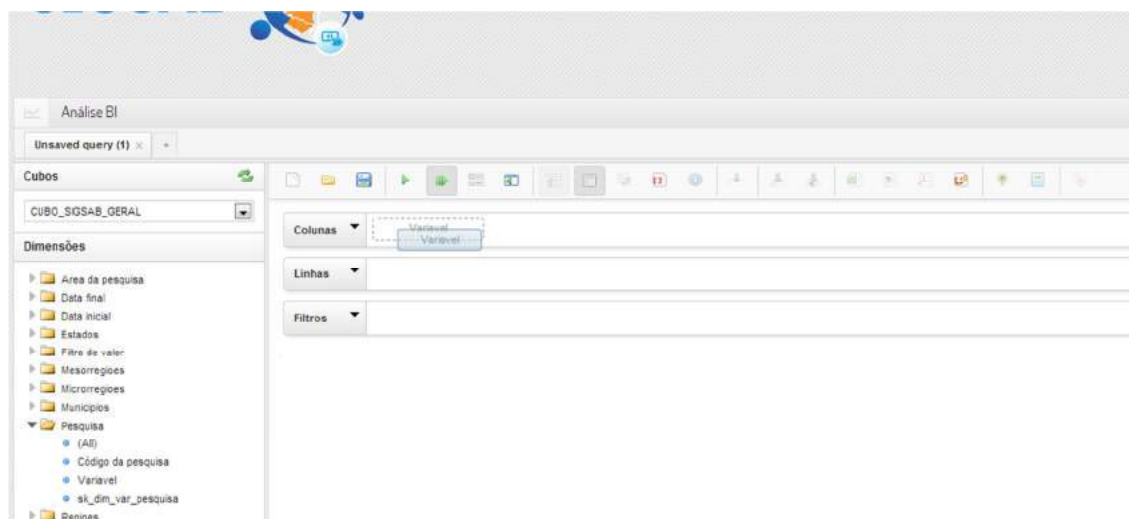 Análise BI
Unsaved query (1) × +
Cubos
CUBO_SIGSAB_GERAL
Dimensões
Area da pesquisa
Data final
Data inicial
Estados
Filtro de valor
Mesorregioes
Microrregioes
Municipios
Pesquisa
(All)
Código da pesquisa
Variavel
sk_dim_var_pesquisa
Regioes
Colunas
Variavel
Variavel
Linhas
Filtros